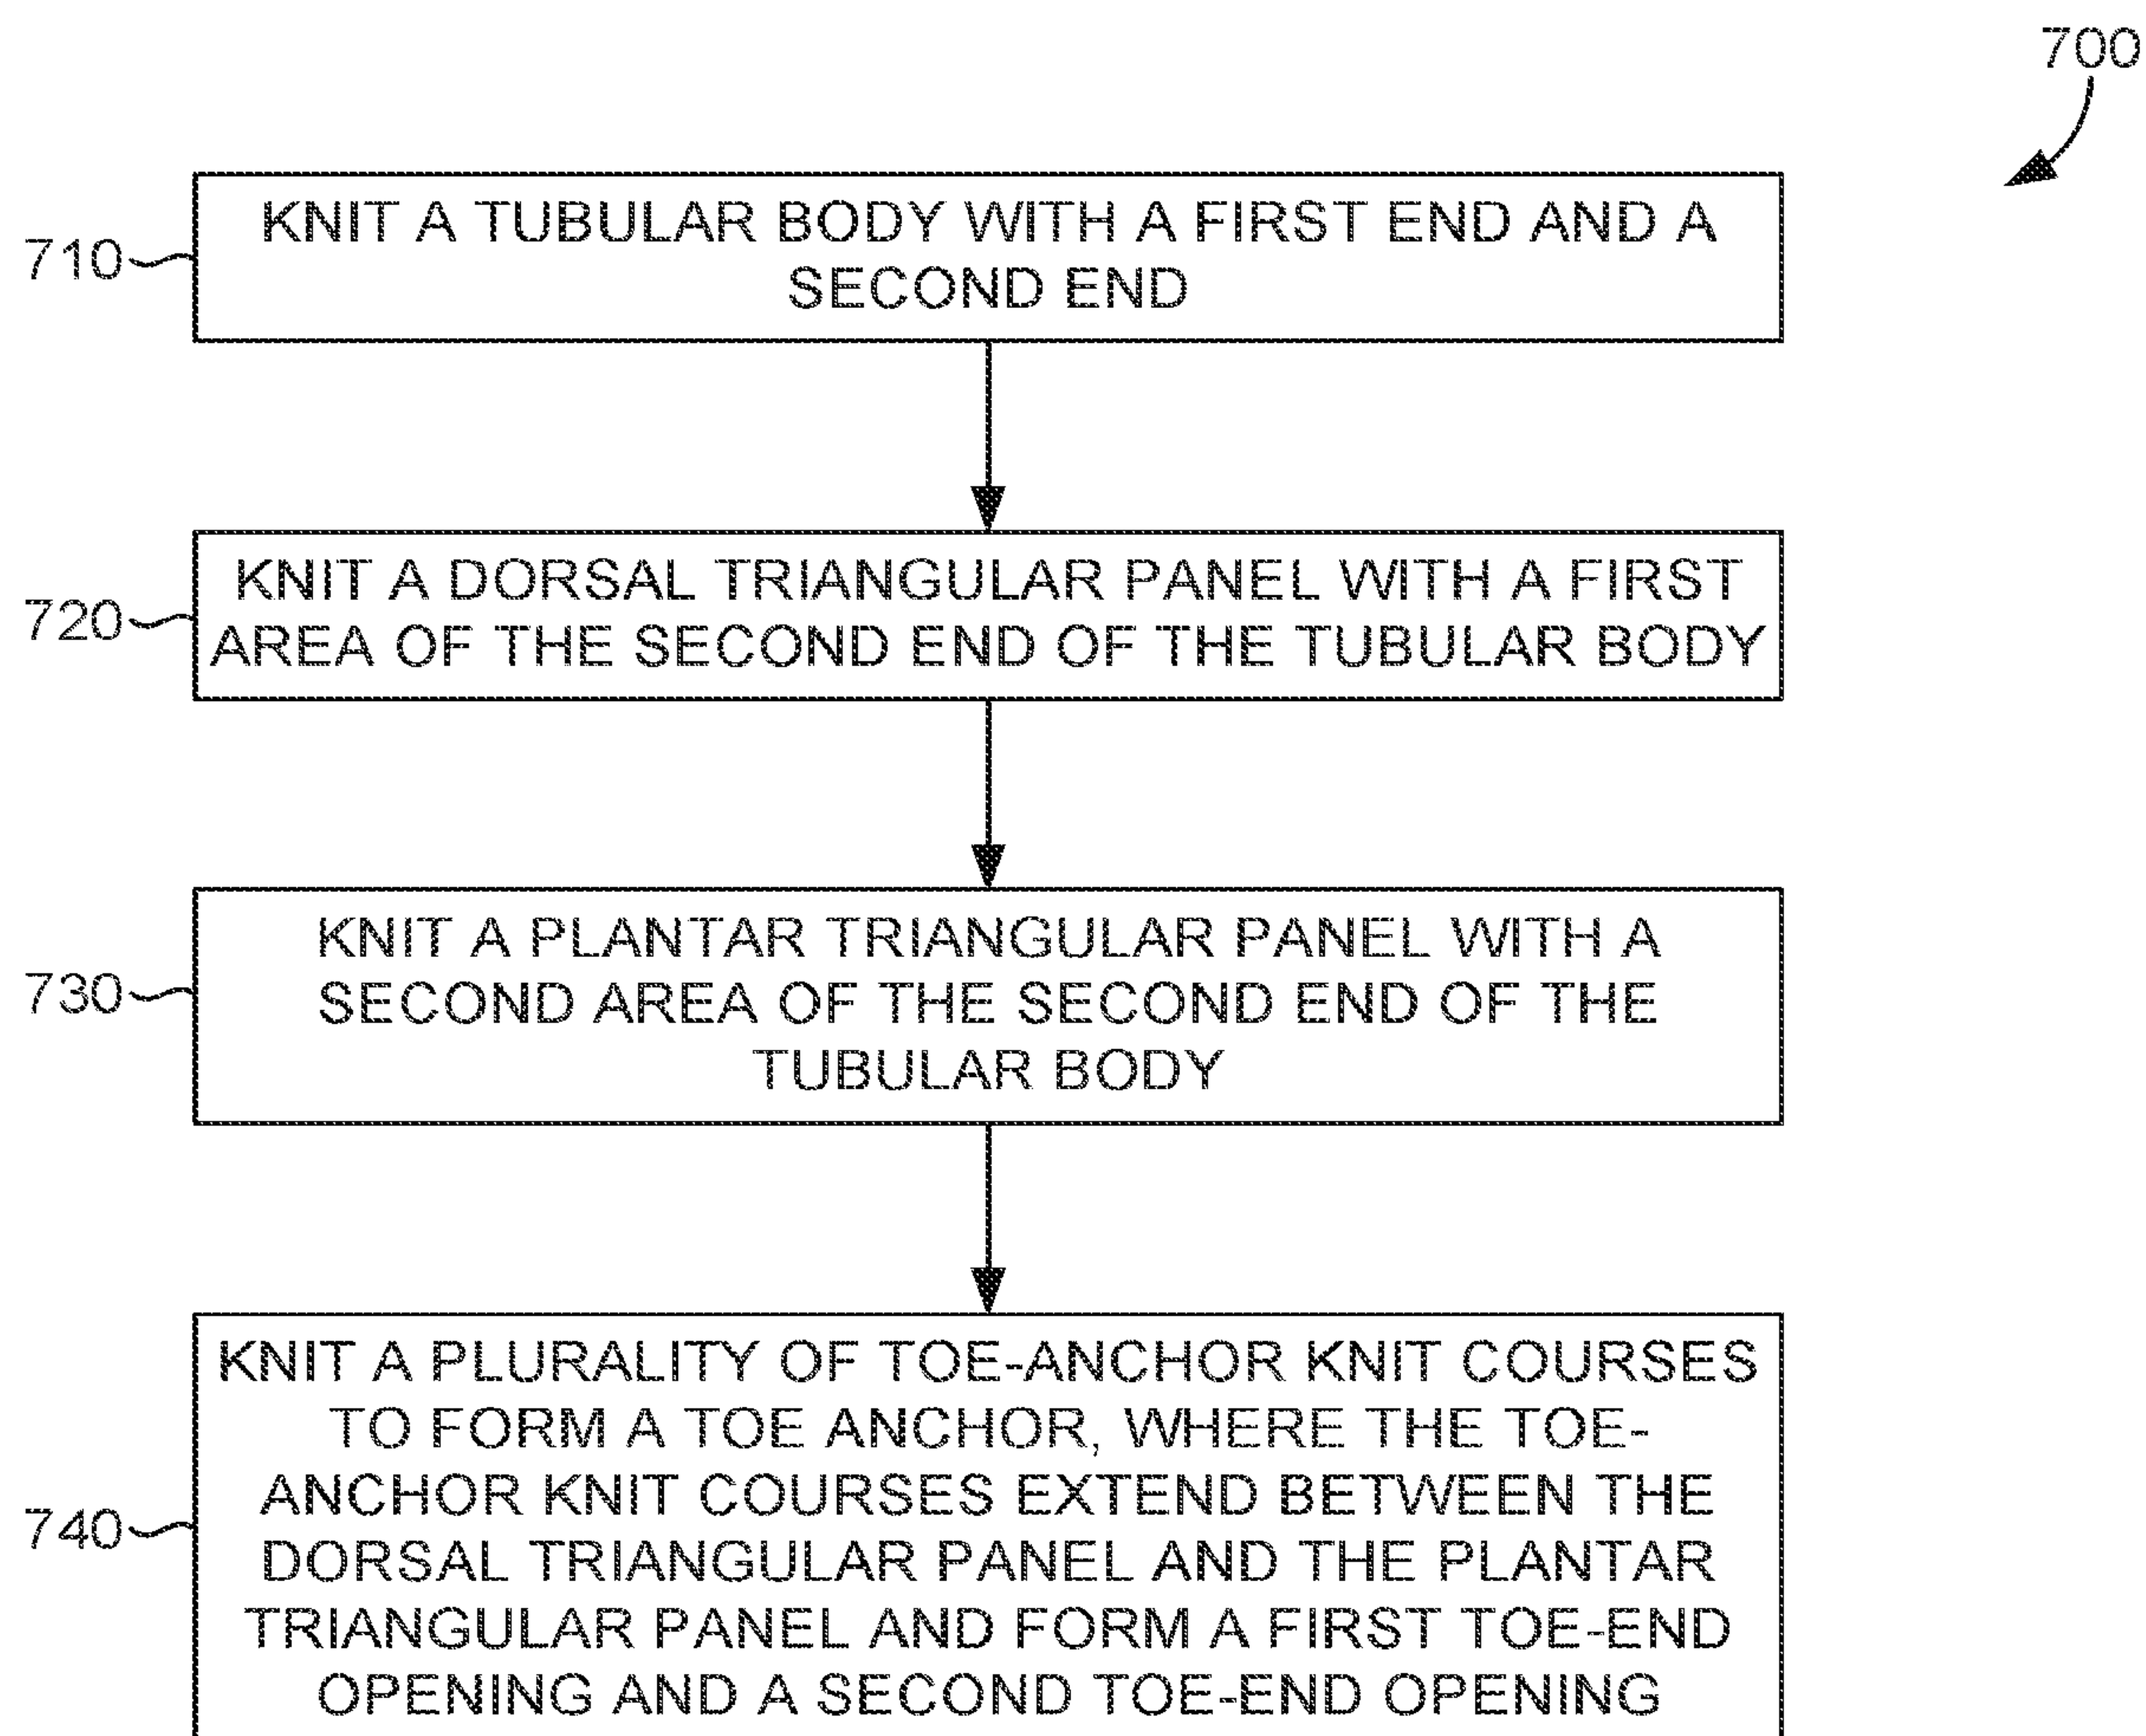 700
710
KNIT A TUBULAR BODY WITH A FIRST END AND A
SECOND END
720
KNIT A DORSAL TRIANGULAR PANEL WITH A FIRST
AREA OF THE SECOND END OF THE TUBULAR BODY
730
KNIT A PLANTAR TRIANGULAR PANEL WITH A
SECOND AREA OF THE SECOND END OF THE
TUBULAR BODY
740
KNIT A PLURALITY OF TOE-ANCHOR KNIT COURSES
TO FORM A TOE ANCHOR, WHERE THE TOE-
ANCHOR KNIT COURSES EXTEND BETWEEN THE
DORSAL TRIANGULAR PANEL AND THE PLANTAR
TRIANGULAR PANEL AND FORM A FIRST TOE-END
OPENING AND A SECOND TOE-END OPENING